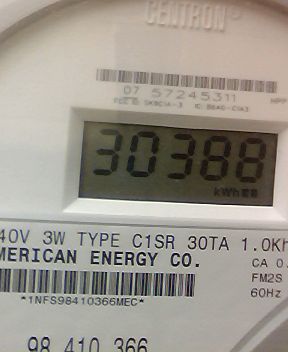 CENTRON®
07 57245311
30388
kWh
40V 3W TYPE C1SR 30TA 1.0Kh
MERICAN ENERGY CO.
CA 0.
FM2S
60Hz
*1NFS98410366MEC*
98 410 366